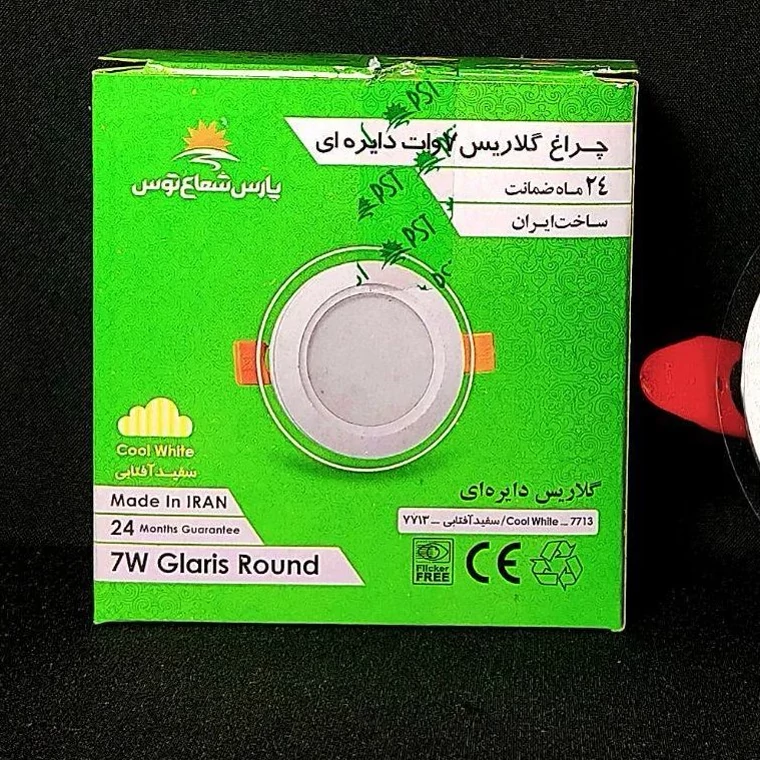 PST
چراغ گلاریس ۷ وات دایره ای
۲۴ ماه ضمانت
ساخت ایران
پارس شعاع توس
PST
PST
Cool White
سفید آفتابی
Made In IRAN
24 Months Guarantee
7W Glaris Round
گلاریس دایره‌ای
۷۷۱۳ _ سفید آفتابی / Cool White _ 7713
Flicker
FREE
CE